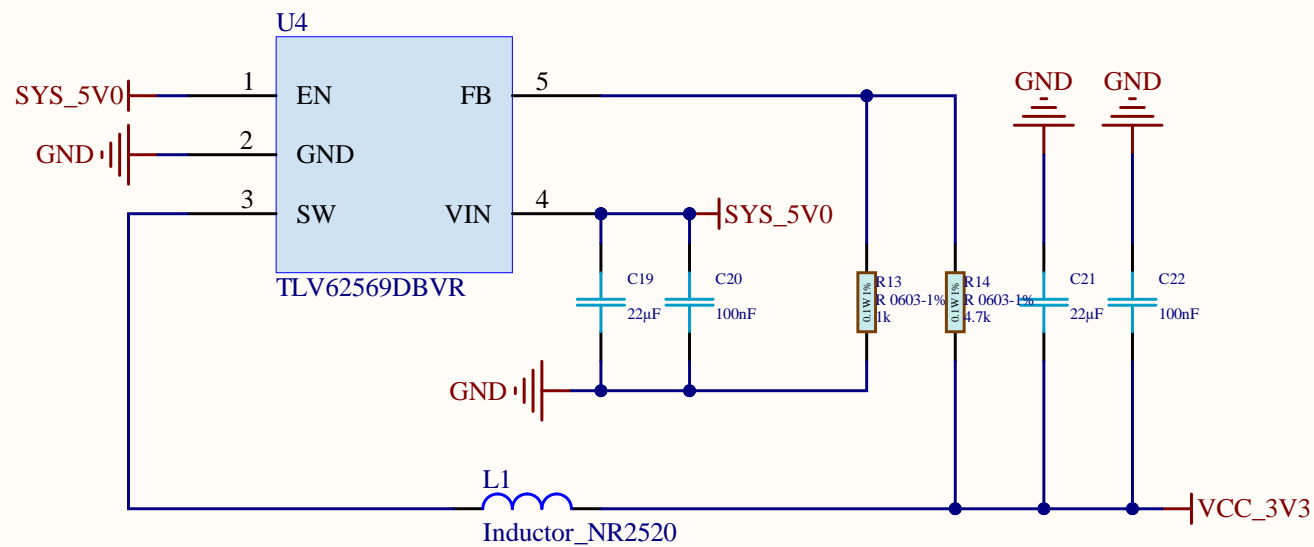 U4
SYS_5V0
1
EN
FB
5
GND
2
GND
3
SW
VIN
4
SYS_5V0
TLV62569DBVR
C19
22µF
C20
100nF
GND
0.1W 1%
R13
R 0603-1%
1k
0.1W 1%
R14
R 0603-1%
4.7k
GND
GND
C21
22µF
C22
100nF
L1
Inductor_NR2520
VCC_3V3